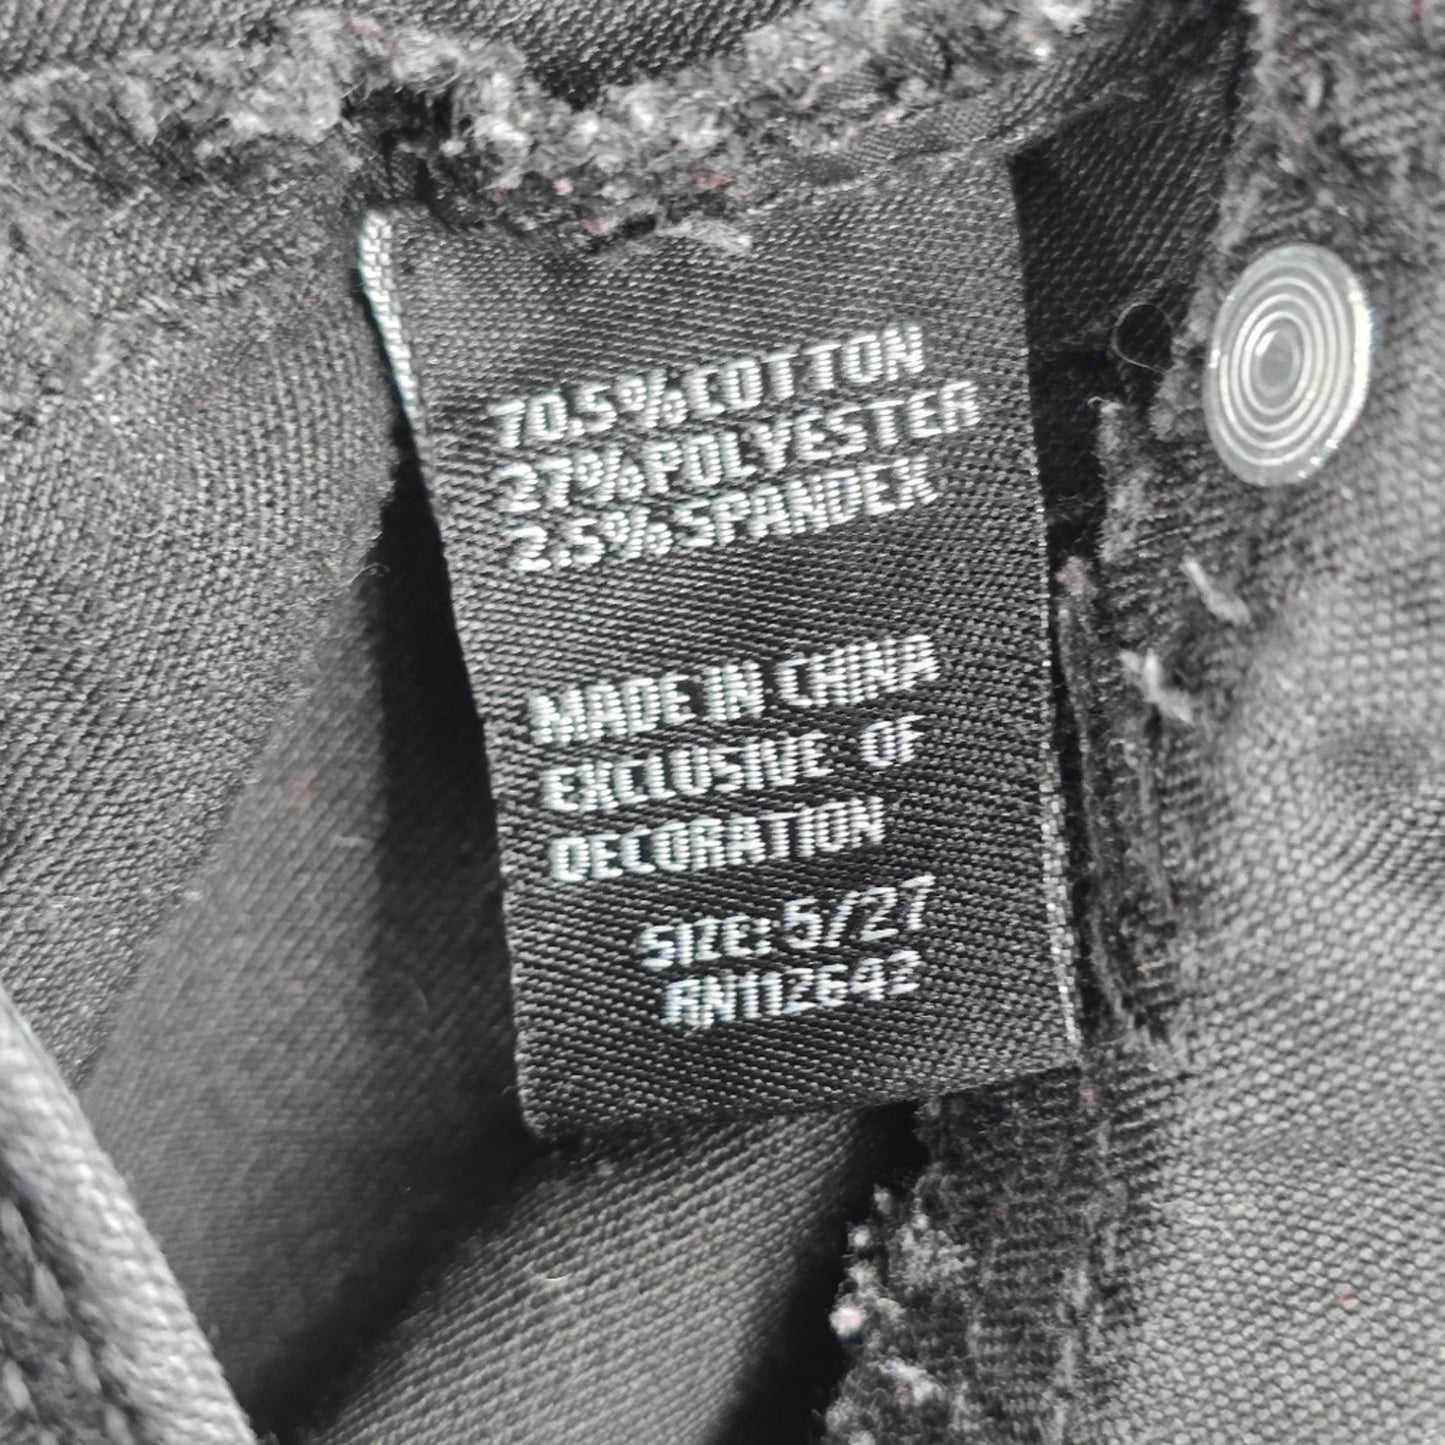 70.5% COTTON
27% POLYESTER
2.5% SPANDEX
MADE IN CHINA
EXCLUSIVE OF
DECORATION
SIZE: 5/27
RN112642